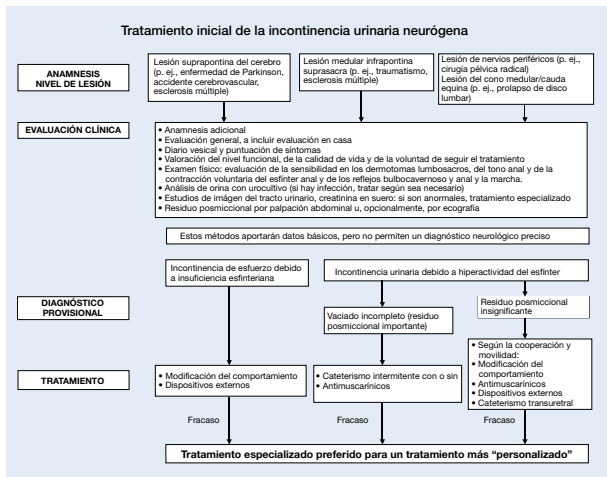 Tratamiento inicial de la incontinencia urinaria neurógena
ANAMNESIS
NIVEL DE LESIÓN
Lesión suprapontina del cerebro
(p. ej., enfermedad de Parkinson,
accidente cerebrovascular,
esclerosis múltiple)
Lesión medular infrapontina
suprasacra (p. ej., traumatismo,
esclerosis múltiple)
Lesión de nervios periféricos (p. ej.,
cirugía pélvica radical)
Lesión del cono medular/cauda
equina (p. ej., prolapso de disco
lumbar)
EVALUACIÓN CLÍNICA
• Anamnesis adicional
• Evaluación general, a incluir evaluación en casa
• Diario vesical y puntuación de síntomas
• Valoración del nivel funcional, de la calidad de vida y de la voluntad de seguir el tratamiento
• Examen físico: evaluación de la sensibilidad en los dermotomas lumbosacros, del tono anal y de la
contracción voluntaria del esfínter anal y de los reflejos bulbocavernoso y anal y la marcha.
• Análisis de orina con urocultivo (si hay infección, tratar según sea necesario)
• Estudios de imágen del tracto urinario, creatinina en suero: si son anormales, tratamiento especializado
• Residuo posmiccional por palpación abdominal u, opcionalmente, por ecografía
Estos métodos aportarán datos básicos, pero no permiten un diagnóstico neurológico preciso
Incontinencia de esfuerzo debido
a insuficiencia esfinteriana
Incontinencia urinaria debido a hiperactividad del esfínter
DIAGNÓSTICO
PROVISIONAL
Vaciado incompleto (residuo
posmiccional importante)
Residuo posmiccional
insignificante
TRATAMIENTO
• Modificación del comportamiento
• Dispositivos externos
• Cateterismo intermitente con o sin
• Antimuscarínicos
• Según la cooperación y
movilidad:
• Modificación del
comportamiento
• Antimuscarínicos
• Dispositivos externos
• Cateterismo transuretral
Fracaso
Fracaso
Fracaso
Tratamiento especializado preferido para un tratamiento más “personalizado”